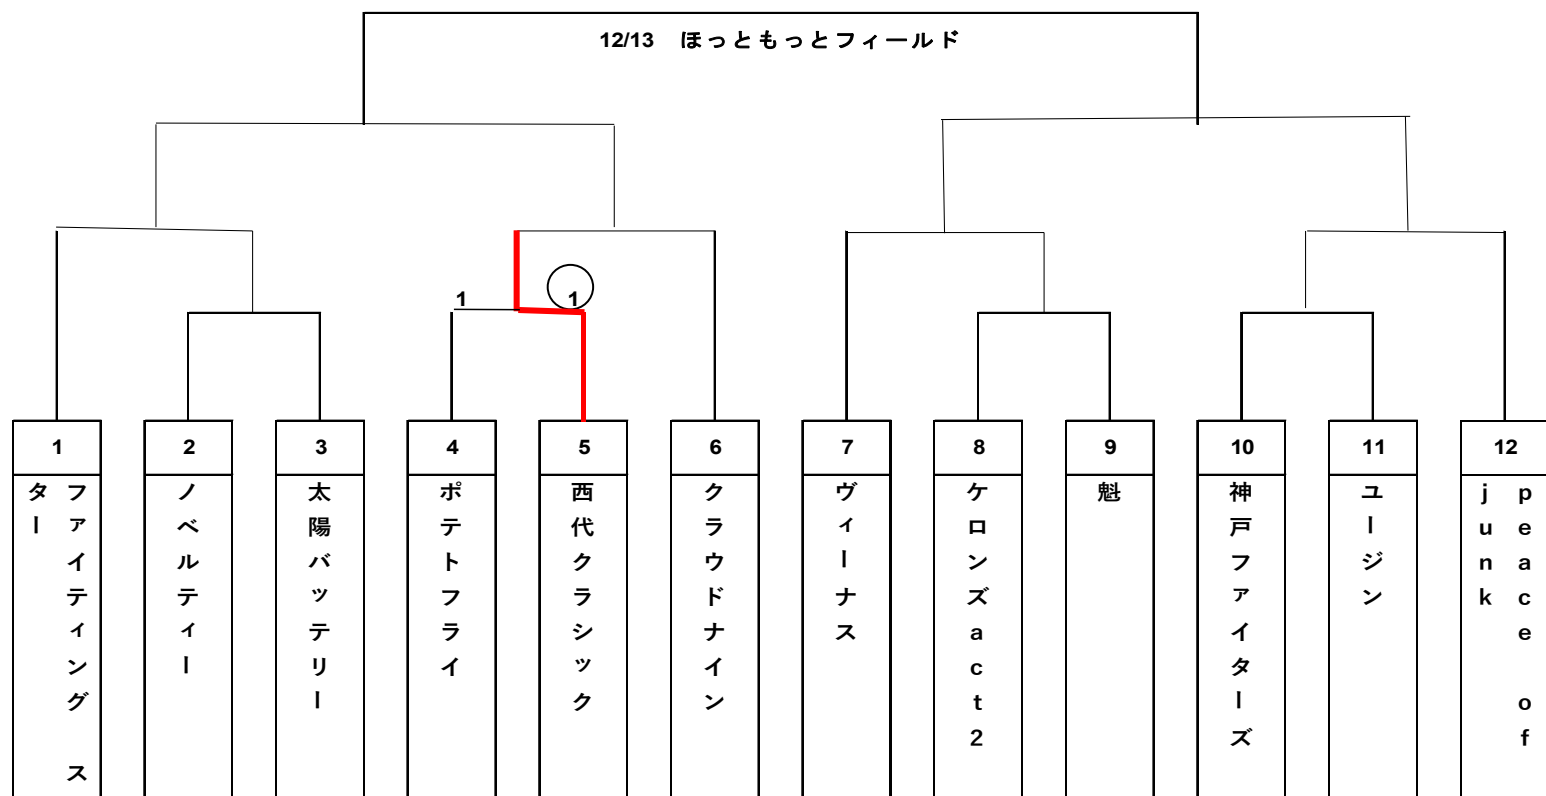 12/13 ほっともっとフィールド
1 1
1 2 3 4 5 6 7 8 9 10 11 12
ファイティング ス
ター
ノベルティー
太陽バッテリー
ポテトフライ
西代クラシック
クラウドナイン
ヴィーナス
ケロンズact2
魁
神戸ファイターズ
ユージン
peace of
junk